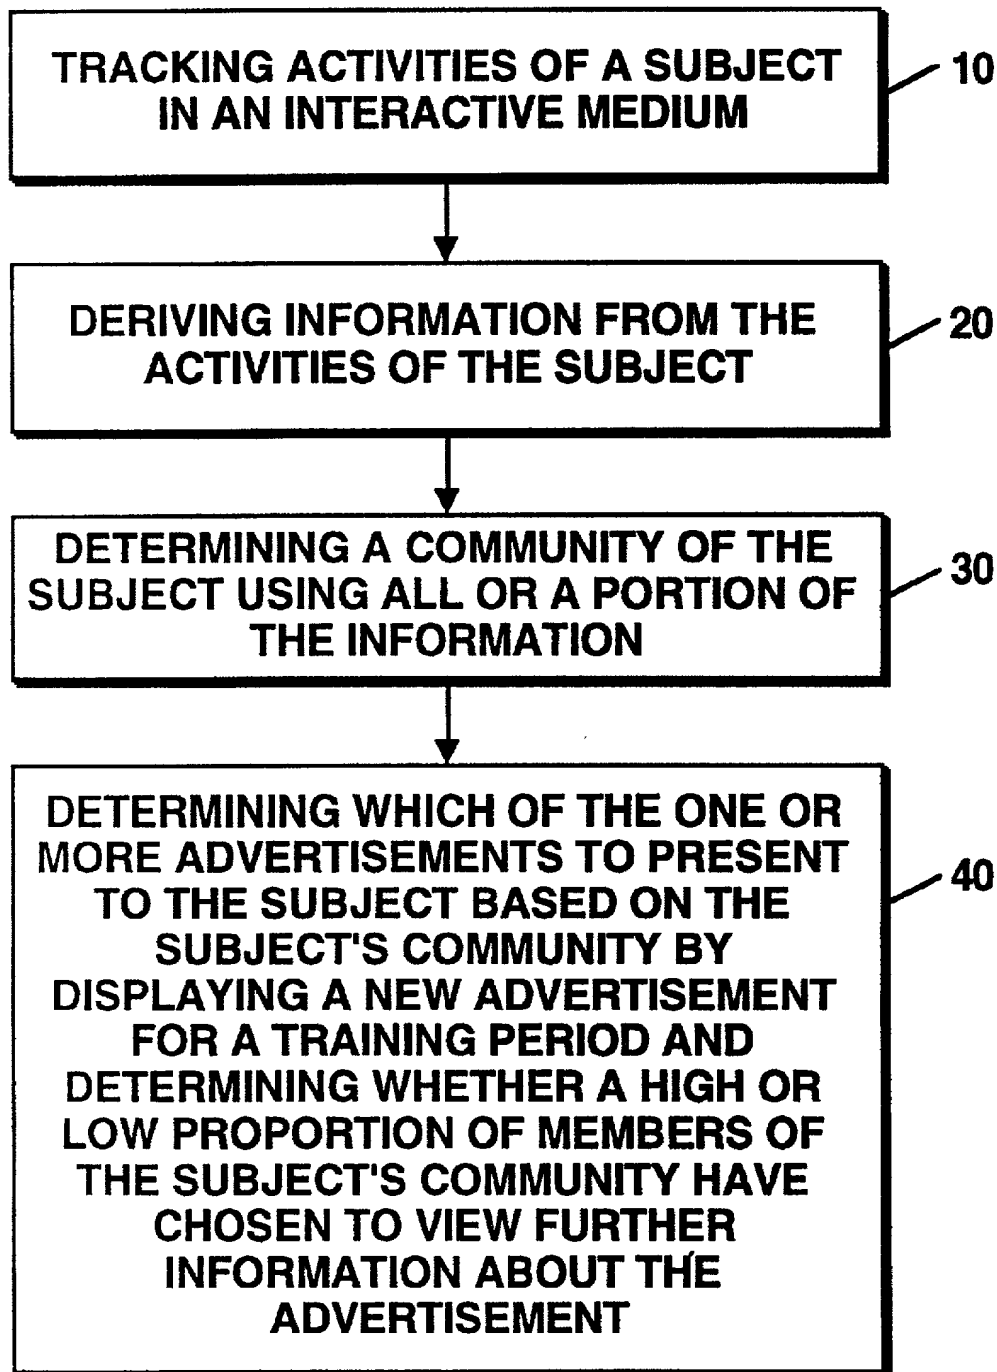 TRACKING ACTIVITIES OF A SUBJECT
IN AN INTERACTIVE MEDIUM
10
DERIVING INFORMATION FROM THE
ACTIVITIES OF THE SUBJECT
20
DETERMINING A COMMUNITY OF THE
SUBJECT USING ALL OR A PORTION OF
THE INFORMATION
30
DETERMINING WHICH OF THE ONE OR
MORE ADVERTISEMENTS TO PRESENT
TO THE SUBJECT BASED ON THE
SUBJECT'S COMMUNITY BY
DISPLAYING A NEW ADVERTISEMENT
FOR A TRAINING PERIOD AND
DETERMINING WHETHER A HIGH OR
LOW PROPORTION OF MEMBERS OF
THE SUBJECT'S COMMUNITY HAVE
CHOSEN TO VIEW FURTHER
INFORMATION ABOUT THE
ADVERTISEMENT
40